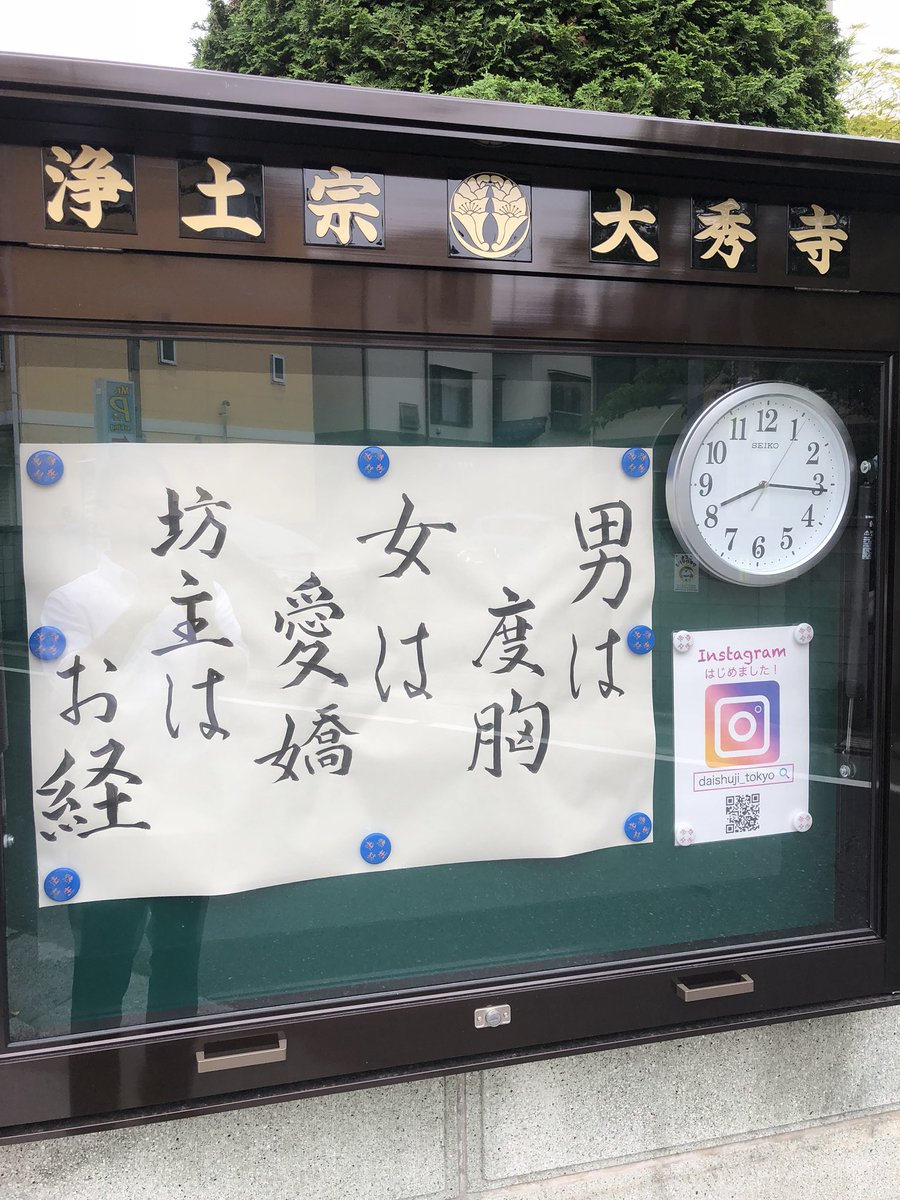 浄土宗 大秀寺
男は
度胸
女は
愛嬌
坊主は
お経
12
1
2
3
4
5
6
7
8
9
10
11
SEIKO
Instagram
はじめました!
daishuji_tokyo
Mr.